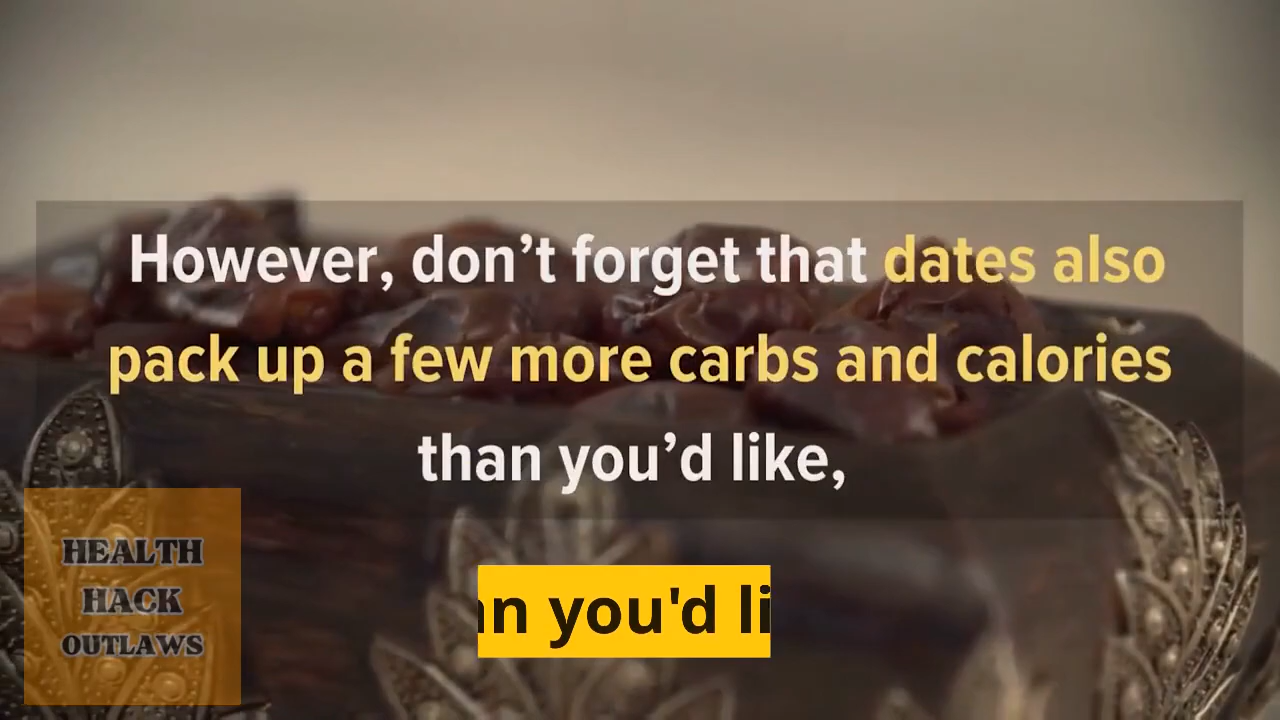 However, don’t forget that dates also
pack up a few more carbs and calories
than you’d like,
HEALTH
HACK
OUTLAWS
n you'd li